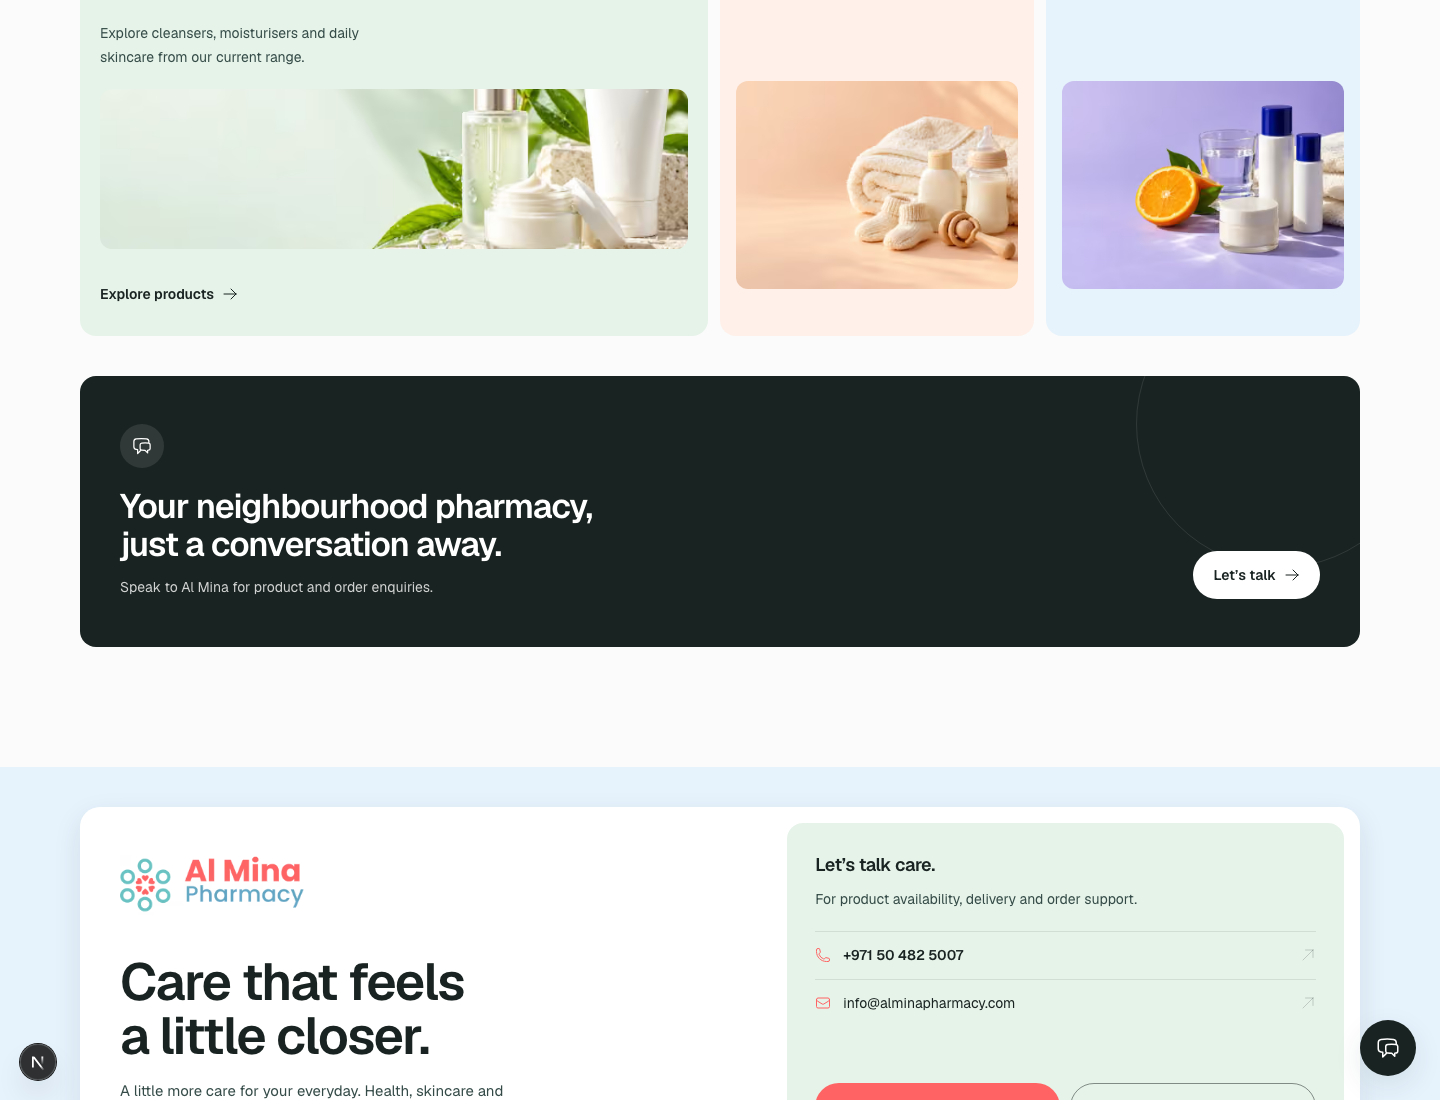 Explore cleansers, moisturisers and daily
skincare from our current range.
Explore products
Your neighbourhood pharmacy,
just a conversation away.
Speak to Al Mina for product and order enquiries.
Let's talk
Al Mina
Pharmacy
Care that feels
a little closer.
A little more care for your everyday. Health, skincare and
Let's talk care.
For product availability, delivery and order support.
+971 50 482 5007
info@alminapharmacy.com
N